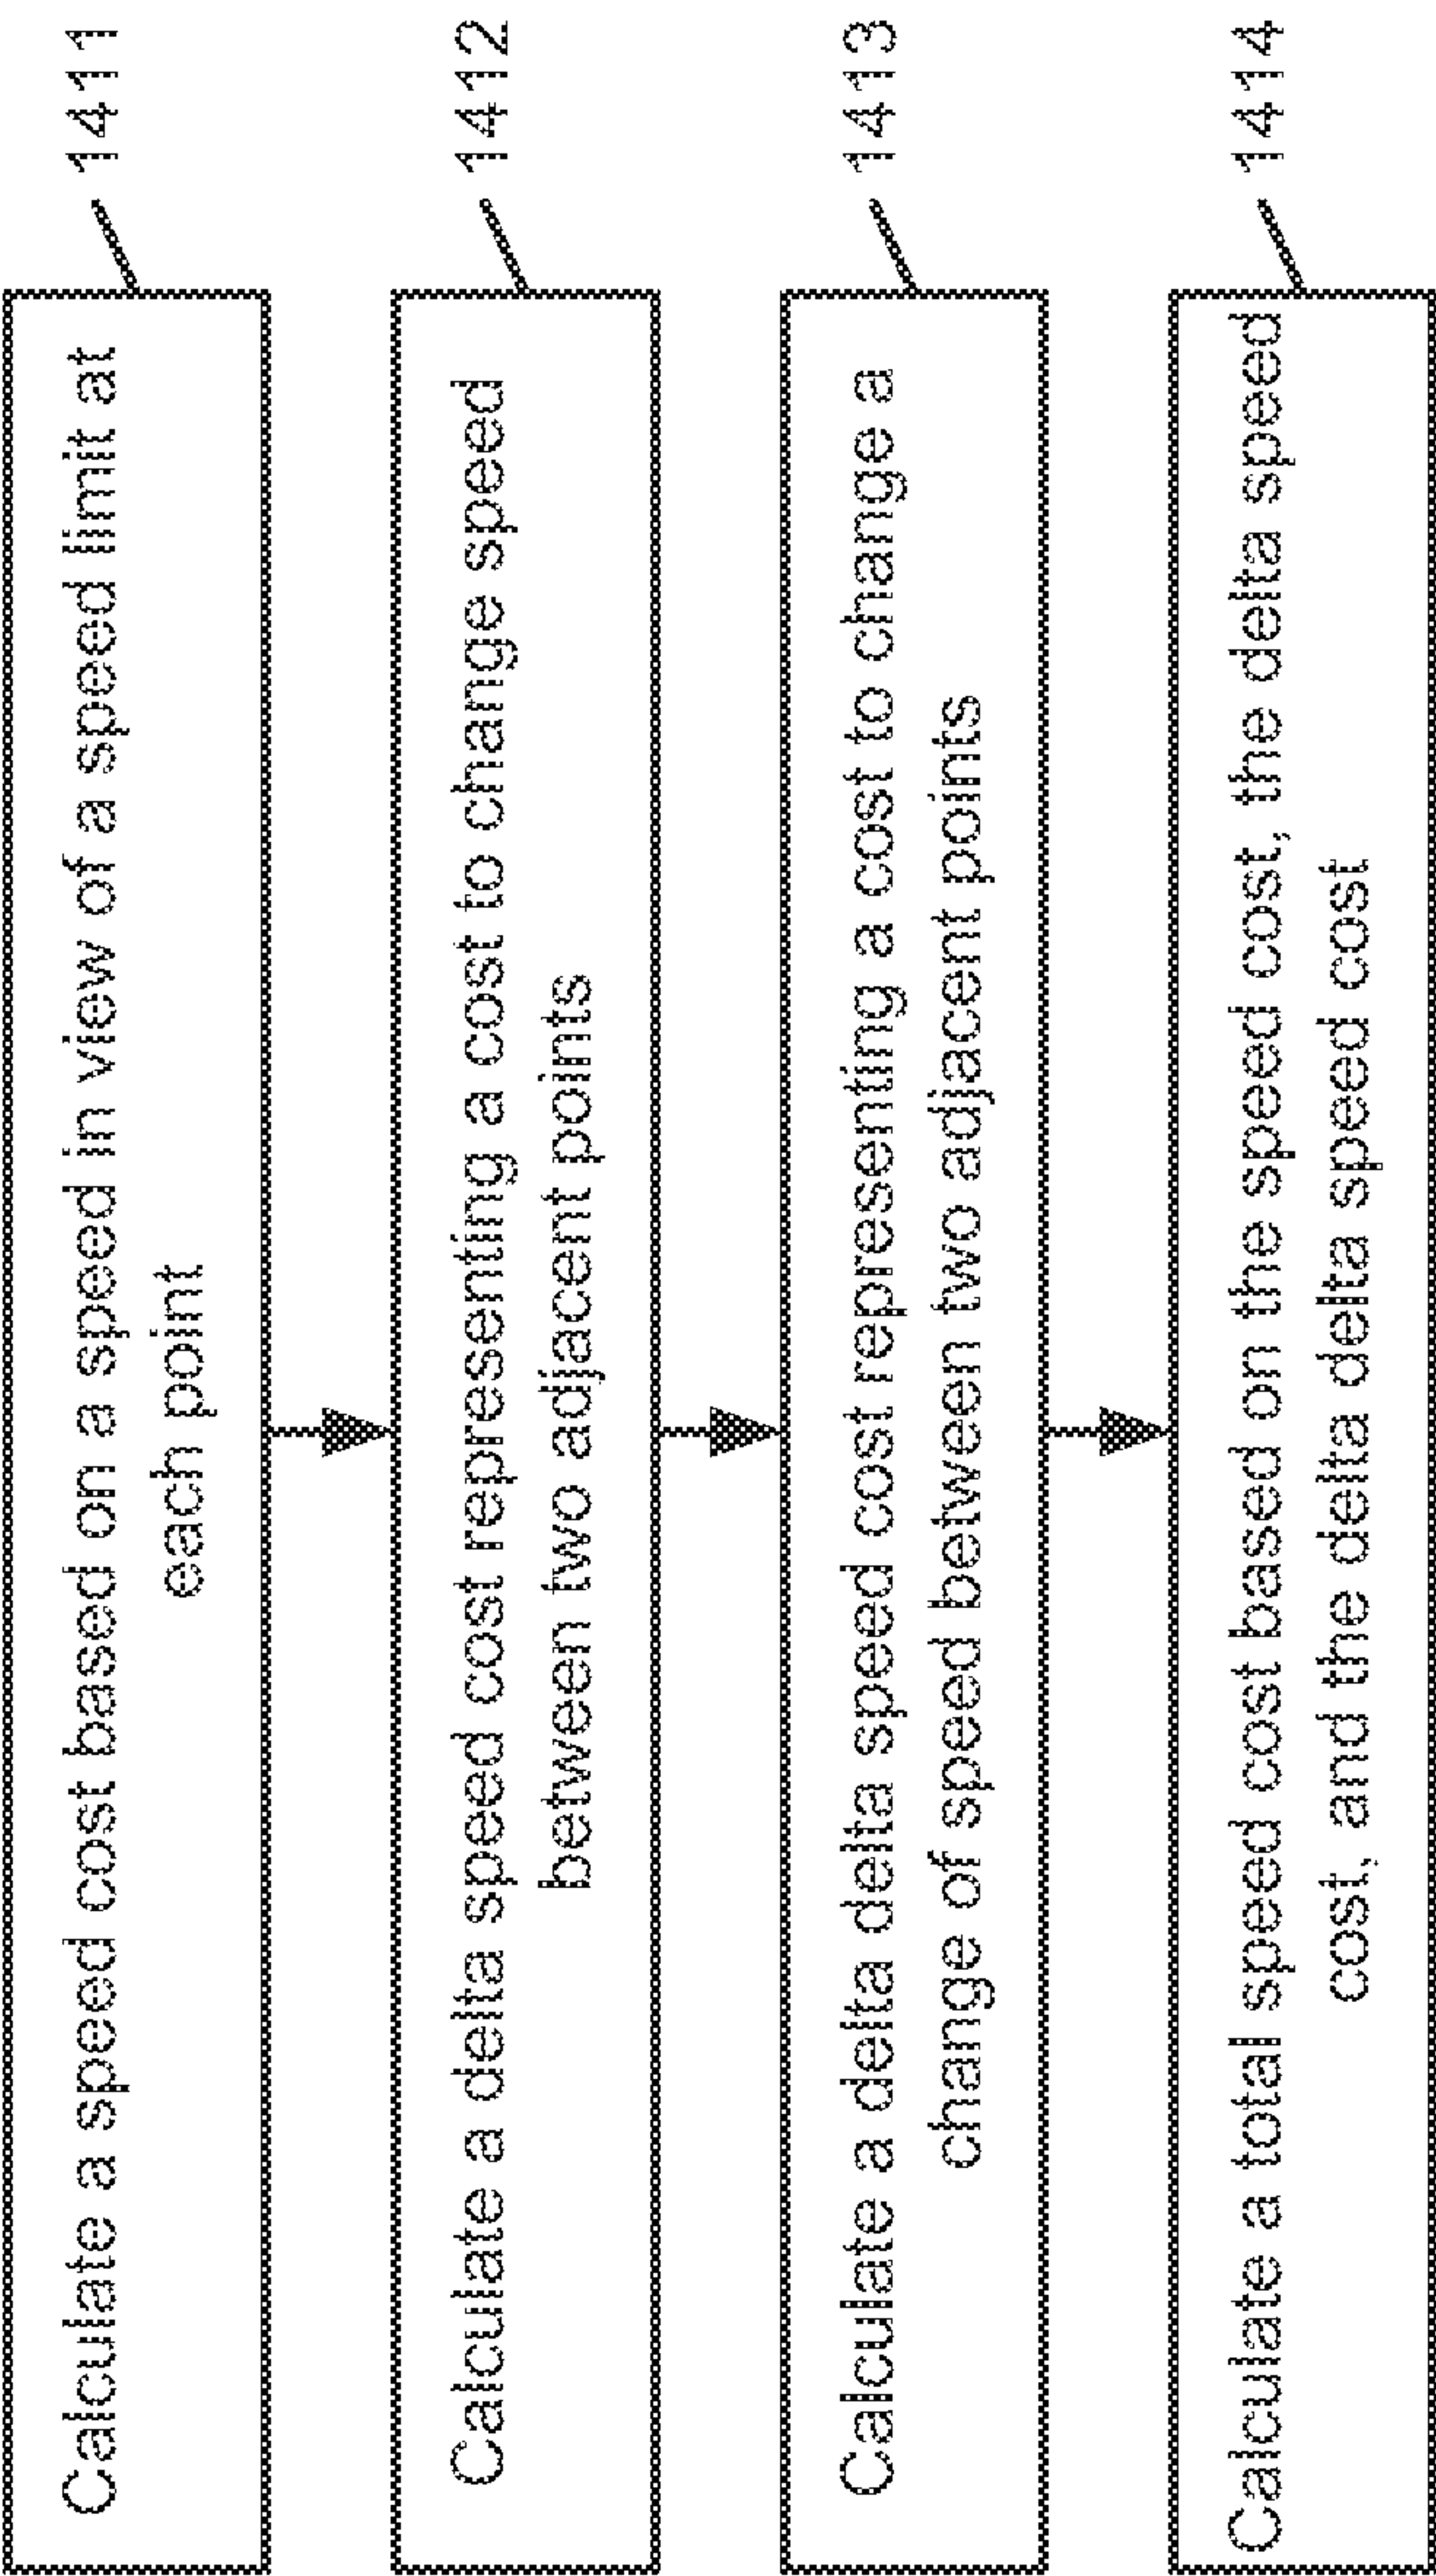 Calculate a speed cost based on a speed in view of a speed limit at
each point
1411
Calculate a delta speed cost representing a cost to change speed
between two adjacent points
1412
Calculate a delta delta speed cost representing a cost to change a
change of speed between two adjacent points
1413
Calculate a total speed cost based on the speed cost, the delta speed
cost, and the delta delta speed cost
1414